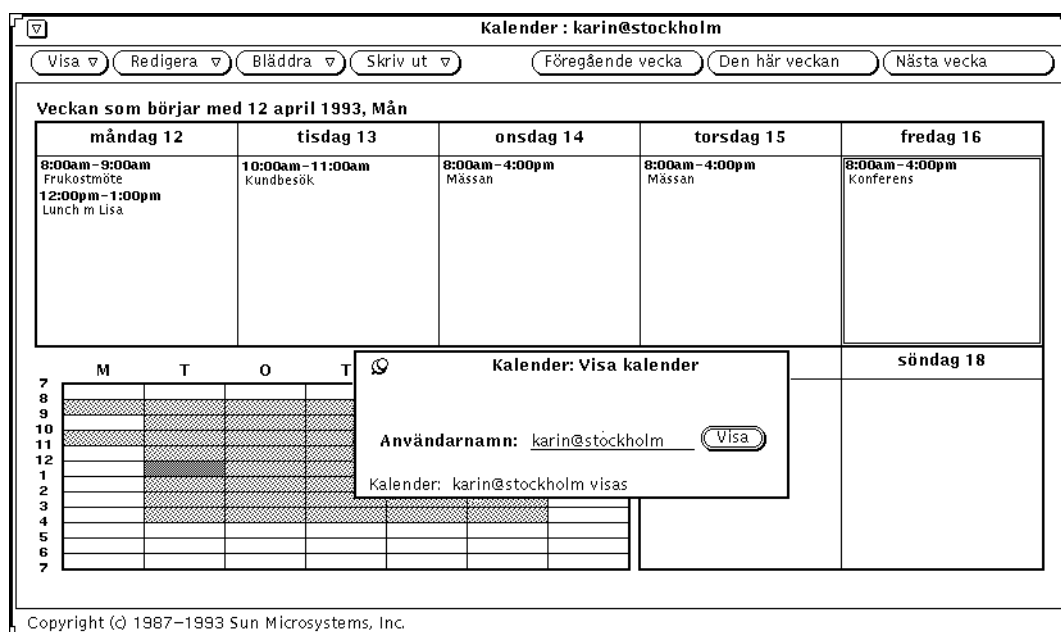 Kalender : karin@stockholm
Visa Redigera Bläddra Skriv ut Föregående vecka Den här veckan Nästa vecka
Veckan som börjar med 12 april 1993, Mån
måndag 12 tisdag 13 onsdag 14 torsdag 15 fredag 16
8:00am-9:00am 10:00am-11:00am 8:00am-4:00pm 8:00am-4:00pm 8:00am-4:00pm
Frukostmöte Kundbesök Mässan Mässan Konferens
12:00pm-1:00pm
Lunch m Lisa
Kalender: Visa kalender
söndag 18
M T O T
7
8
9
10
11
12
1
2
3
4
5
6
7
Användarnamn: karin@stockholm Visa
Kalender: karin@stockholm visas
Copyright (c) 1987-1993 Sun Microsystems, Inc.